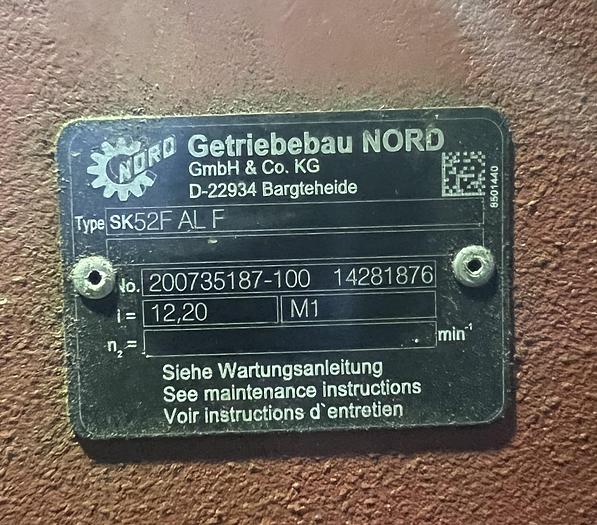 NORD
Getriebebau NORD
GmbH & Co. KG
D-22934 Bargteheide
8501440
Type SK52F AL F
No. 200735187-100 14281876
i = 12,20 M1
n₂ = min⁻¹
Siehe Wartungsanleitung
See maintenance instructions
Voir instructions d`entretien